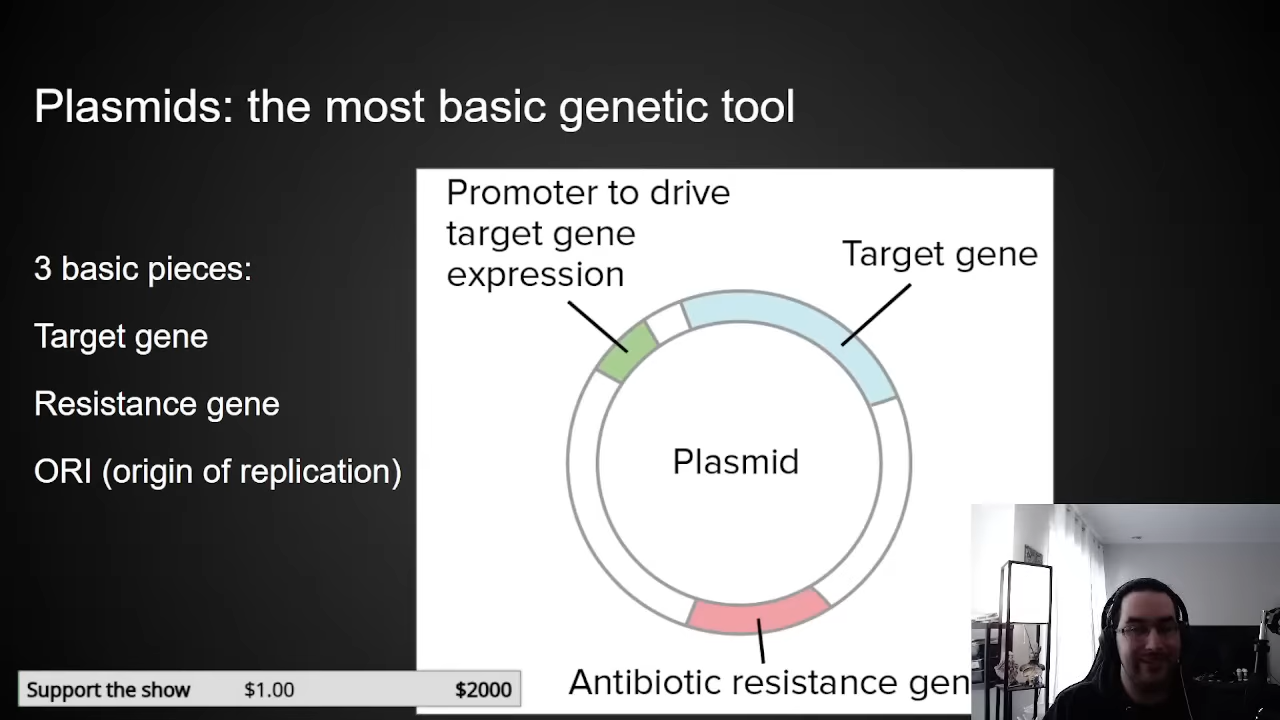 Plasmids: the most basic genetic tool
3 basic pieces:
Target gene
Resistance gene
ORI (origin of replication)
Promoter to drive
target gene
expression
Target gene
Plasmid
Antibiotic resistance gen
Support the show $1.00 $2000